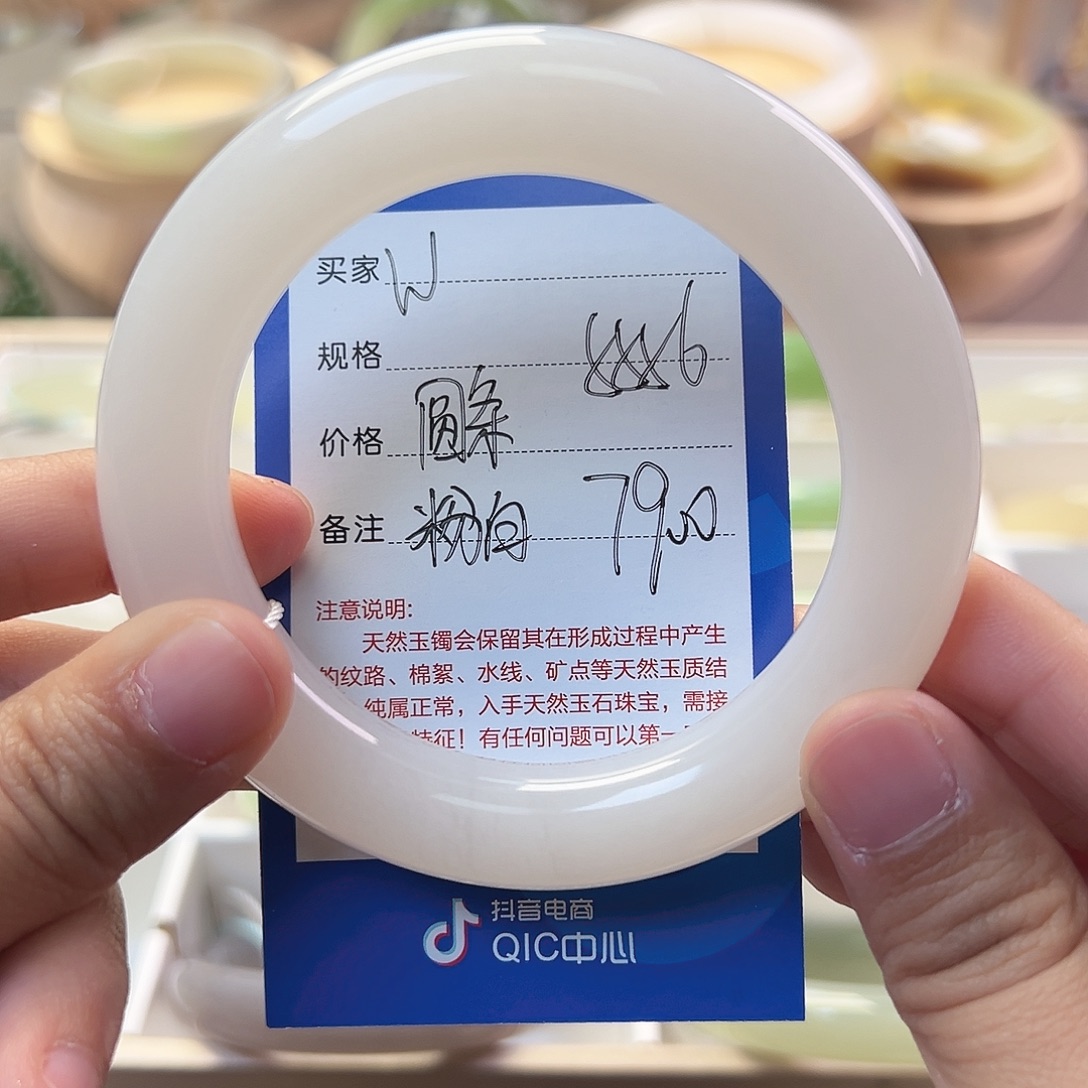 买家 W
规格 6
价格 圆条
备注 粉白 7900
注意说明:
天然玉镯会保留其在形成过程中产生
的纹路、棉絮、水线、矿点等天然玉质结
纯属正常，入手天然玉石珠宝，需接
特征！有任何问题可以第一
抖音电商
QIC中心